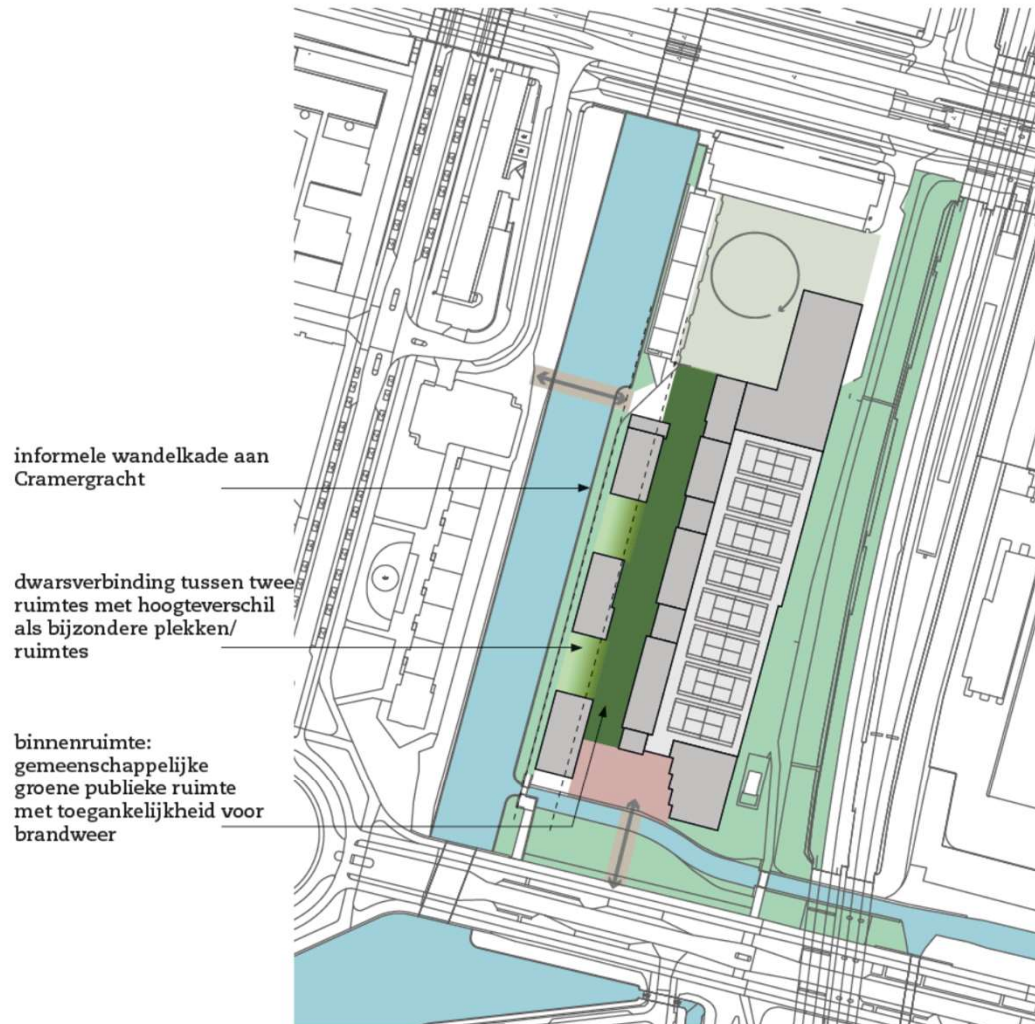 informele wandelkade aan
Cramergracht
dwarsverbinding tussen twee
ruimtes met hoogteverschil
als bijzondere plekken/
ruimtes
binnenruimte:
gemeenschappelijke
groene publieke ruimte
met toegankelijkheid voor
brandweer